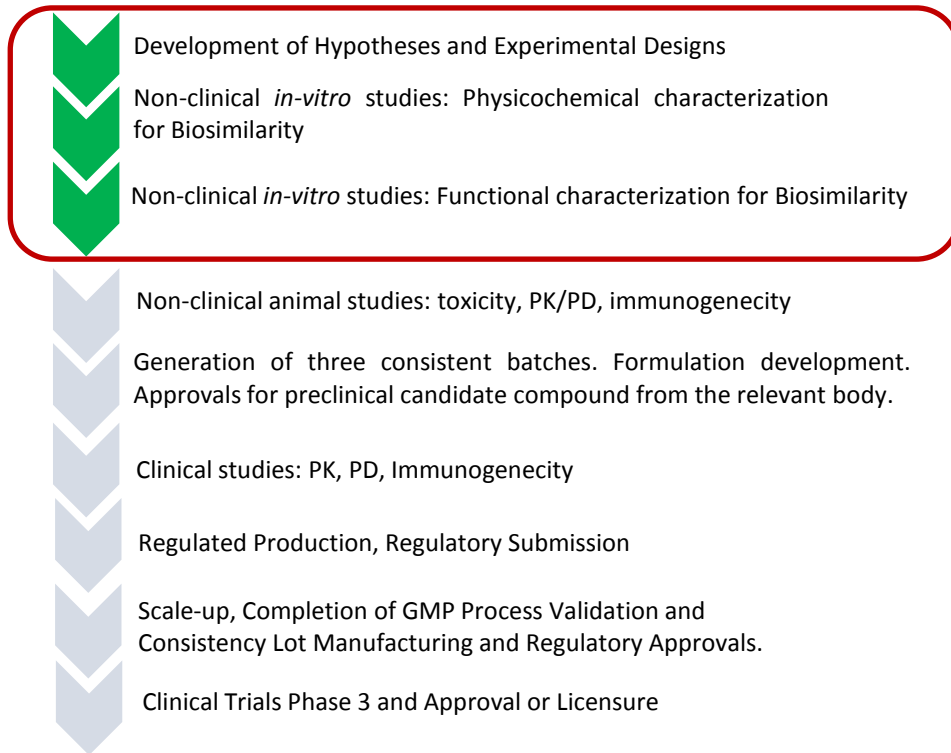 Development of Hypotheses and Experimental Designs
Non-clinical in-vitro studies: Physicochemical characterization
for Biosimilarity
Non-clinical in-vitro studies: Functional characterization for Biosimilarity
Non-clinical animal studies: toxicity, PK/PD, immunogenecity
Generation of three consistent batches. Formulation development.
Approvals for preclinical candidate compound from the relevant body.
Clinical studies: PK, PD, Immunogenecity
Regulated Production, Regulatory Submission
Scale-up, Completion of GMP Process Validation and
Consistency Lot Manufacturing and Regulatory Approvals.
Clinical Trials Phase 3 and Approval or Licensure